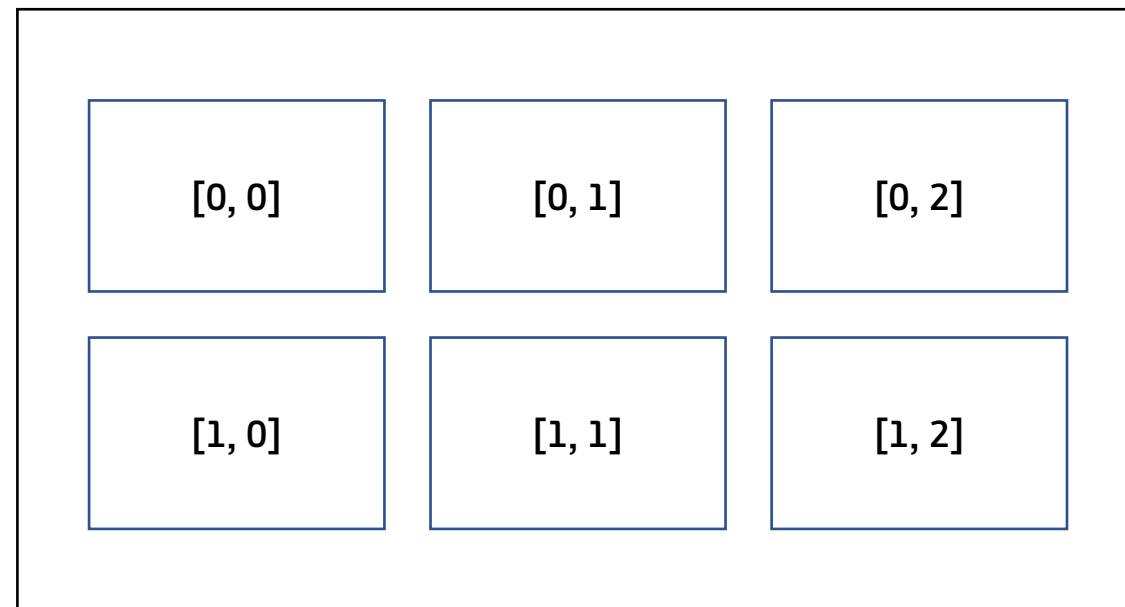 [0, 0] [0, 1] [0, 2]
[1, 0] [1, 1] [1, 2]